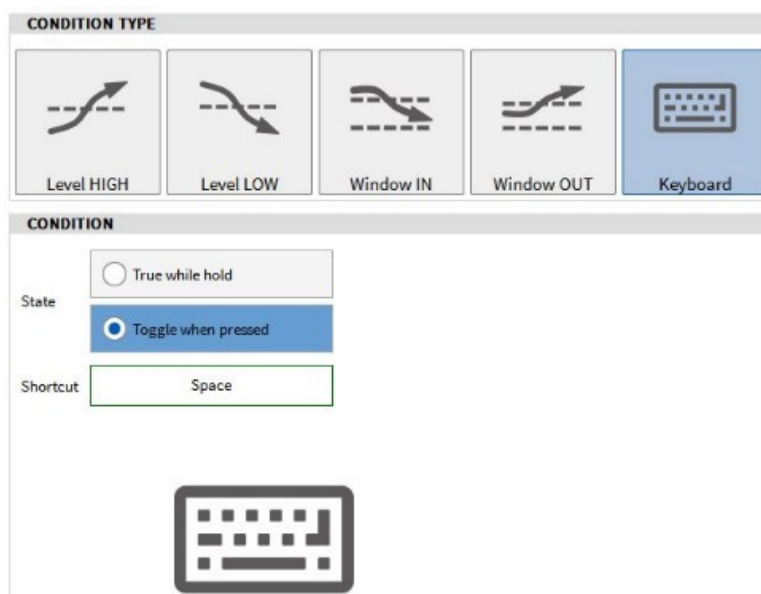 CONDITION TYPE
Level HIGH
Level LOW
Window IN
Window OUT
Keyboard
CONDITION
State
True while hold
Toggle when pressed
Shortcut
Space